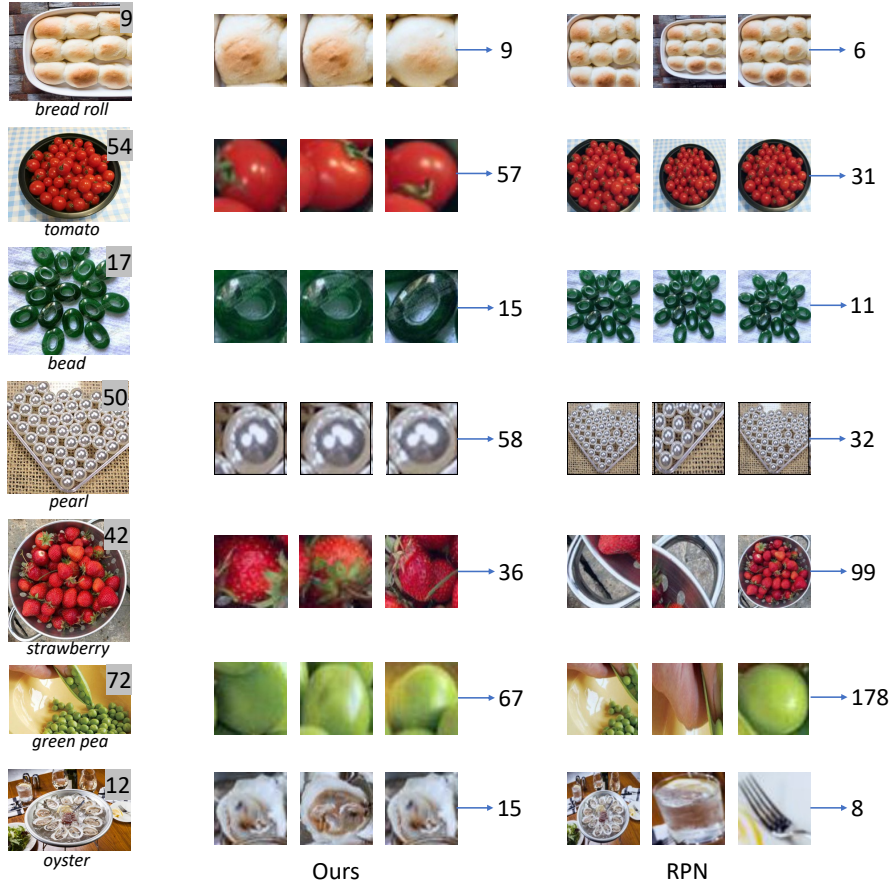 9
9
6
bread roll
54
57
31
tomato
17
15
11
bead
50
58
32
pearl
42
36
99
strawberry
72
67
178
green pea
12
15
8
oyster
Ours
RPN